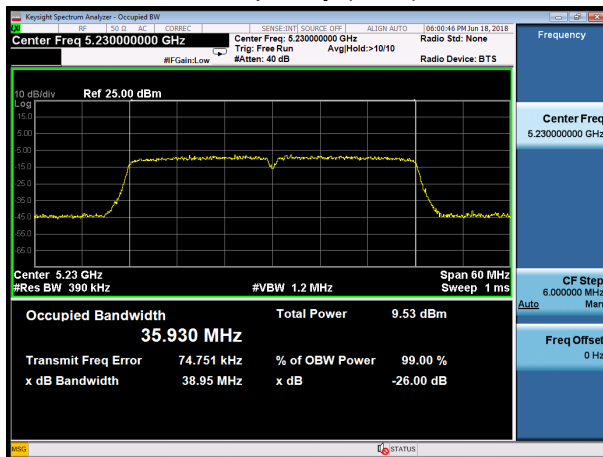 Keysight Spectrum Analyzer - Occupied BW
RF 50 Ω AC CORREC SENSE:INT SOURCE OFF ALIGN AUTO 06:00:46 PM Jun 18, 2018
Center Freq 5.230000000 GHz Center Freq: 5.230000000 GHz Radio Std: None
Trig: Free Run Avg|Hold:>10/10
#IFGain:Low #Atten: 40 dB Radio Device: BTS
Frequency
10 dB/div Ref 25.00 dBm
Log
15.0
5.00
-5.00
-15.0
-25.0
-35.0
-45.0
-55.0
-65.0
Center 5.23 GHz Span 60 MHz
#Res BW 390 kHz #VBW 1.2 MHz Sweep 1 ms
Occupied Bandwidth Total Power 9.53 dBm
35.930 MHz
Transmit Freq Error 74.751 kHz % of OBW Power 99.00 %
x dB Bandwidth 38.95 MHz x dB -26.00 dB
Center Freq
5.230000000 GHz
CF Step
6.000000 MHz
Auto Man
Freq Offset
0 Hz
MSG STATUS